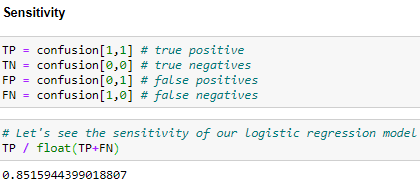 Sensitivity
TP = confusion[1,1] # true positive
TN = confusion[0,0] # true negatives
FP = confusion[0,1] # false positives
FN = confusion[1,0] # false negatives
# Let's see the sensitivity of our logistic regression model
TP / float(TP+FN)
0.8515944399018807